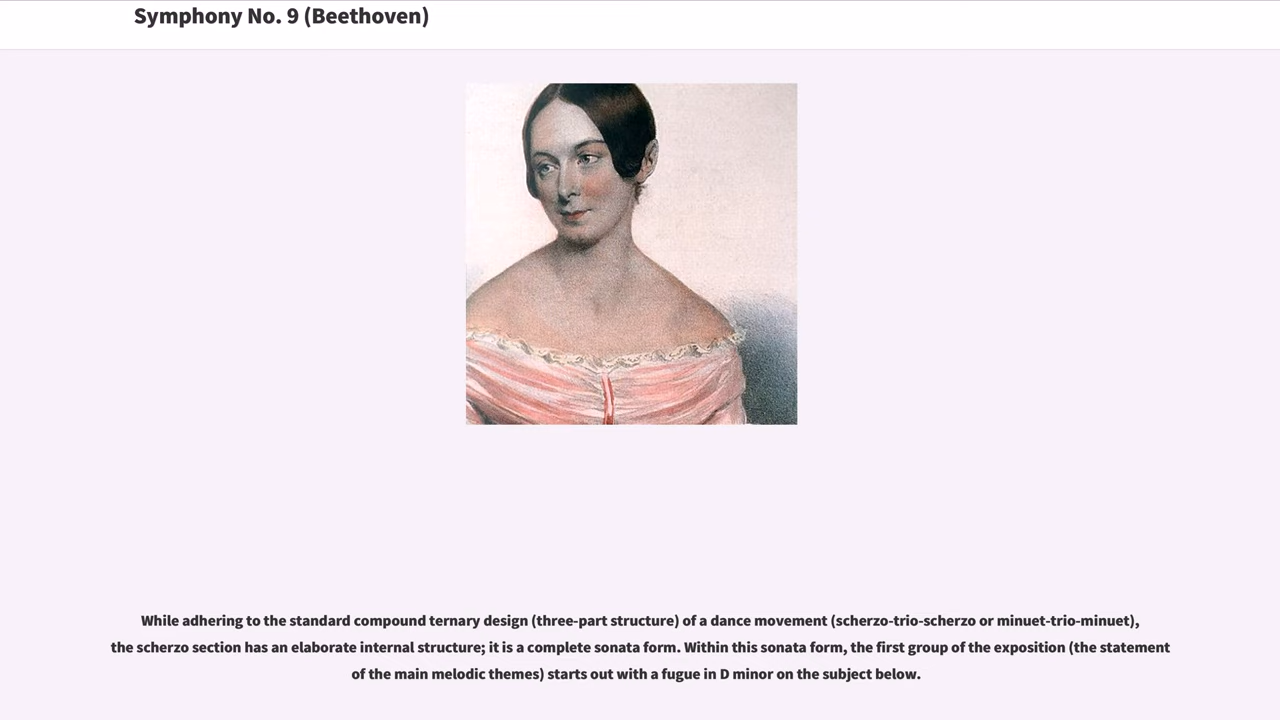 Symphony No. 9 (Beethoven)
While adhering to the standard compound ternary design (three-part structure) of a dance movement (scherzo-trio-scherzo or minuet-trio-minuet),
the scherzo section has an elaborate internal structure; it is a complete sonata form. Within this sonata form, the first group of the exposition (the statement
of the main melodic themes) starts out with a fugue in D minor on the subject below.